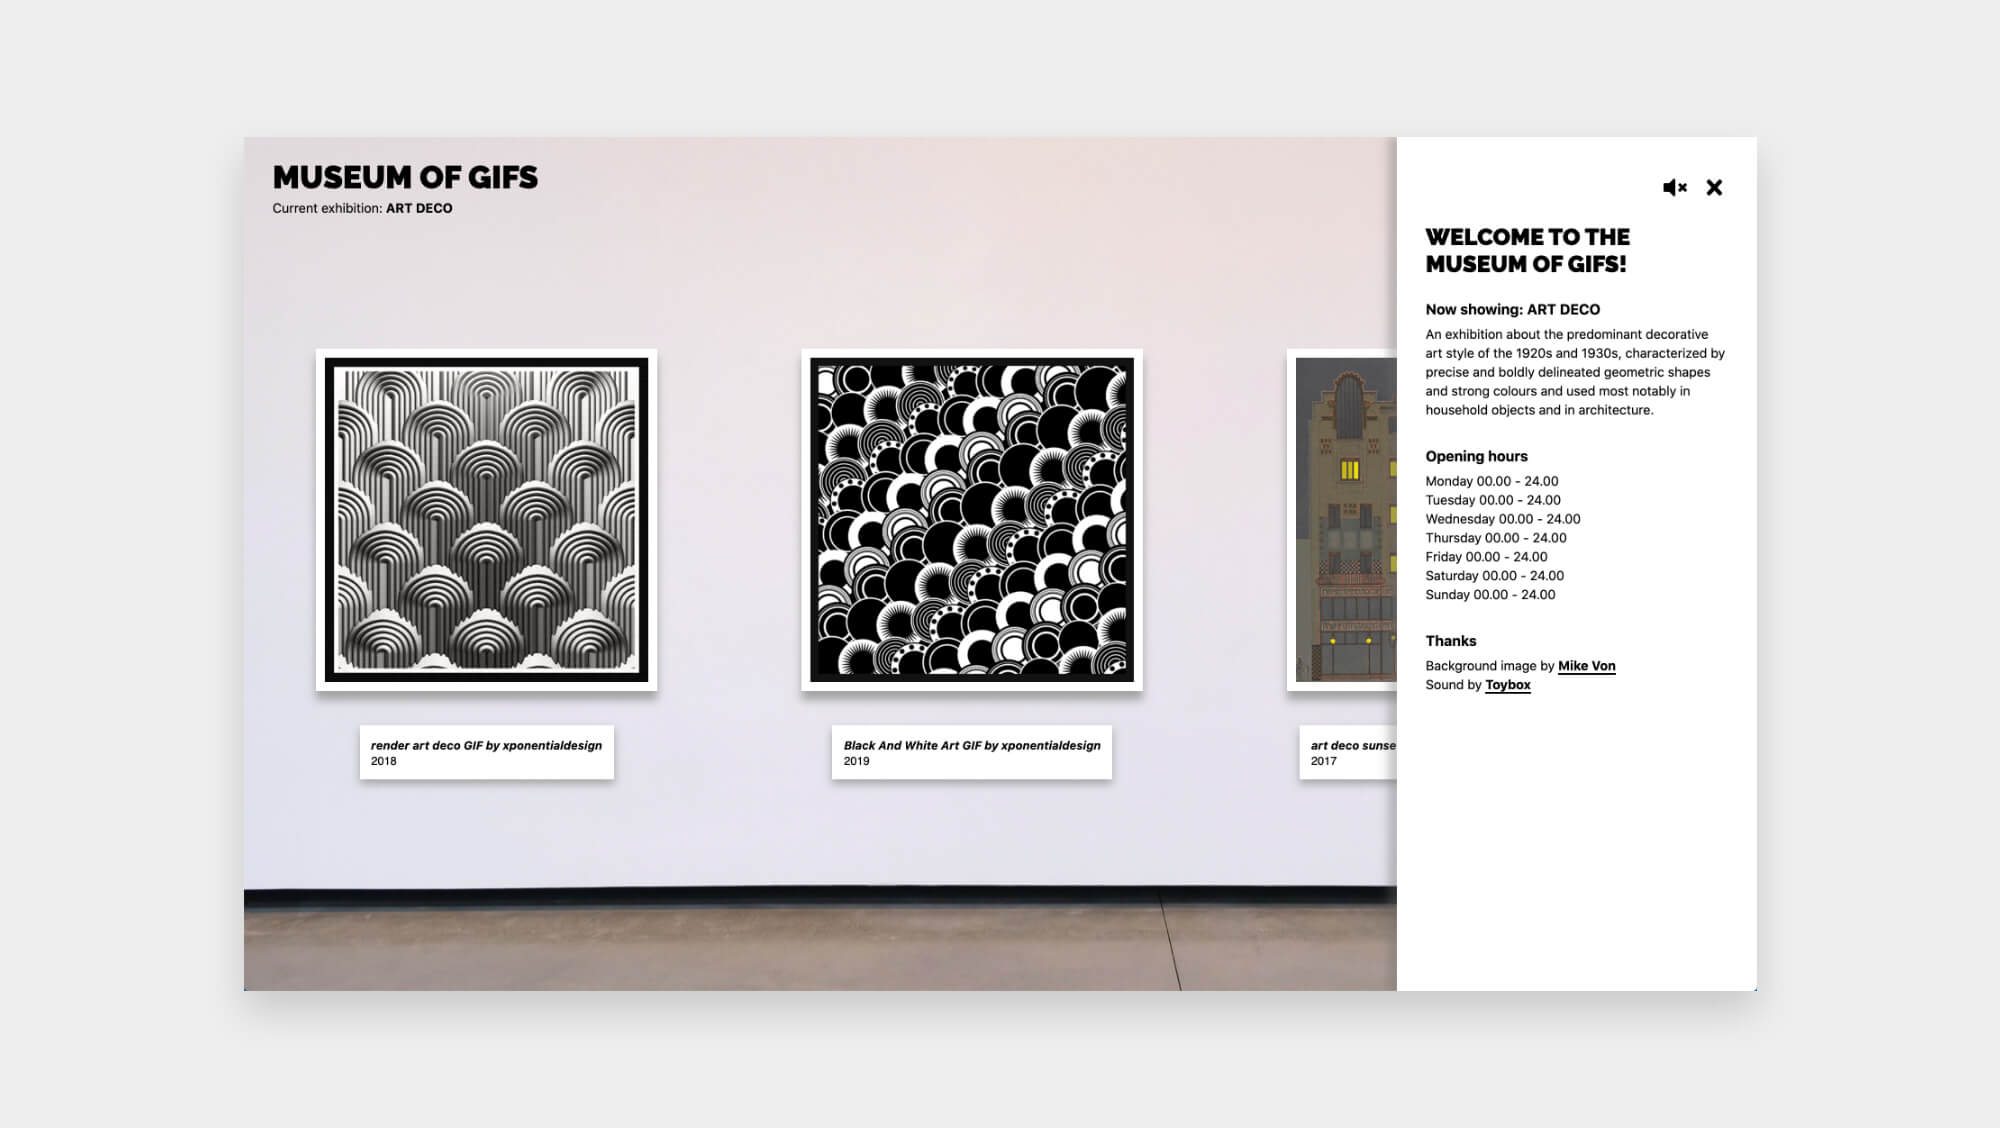 MUSEUM OF GIFS
Current exhibition: ART DECO
render art deco GIF by xponentialdesign
2018
Black And White Art GIF by xponentialdesign
2019
art deco sunse
2017
WELCOME TO THE
MUSEUM OF GIFS!
Now showing: ART DECO
An exhibition about the predominant decorative
art style of the 1920s and 1930s, characterized by
precise and boldly delineated geometric shapes
and strong colours and used most notably in
household objects and in architecture.
Opening hours
Monday 00.00 - 24.00
Tuesday 00.00 - 24.00
Wednesday 00.00 - 24.00
Thursday 00.00 - 24.00
Friday 00.00 - 24.00
Saturday 00.00 - 24.00
Sunday 00.00 - 24.00
Thanks
Background image by Mike Von
Sound by Toybox